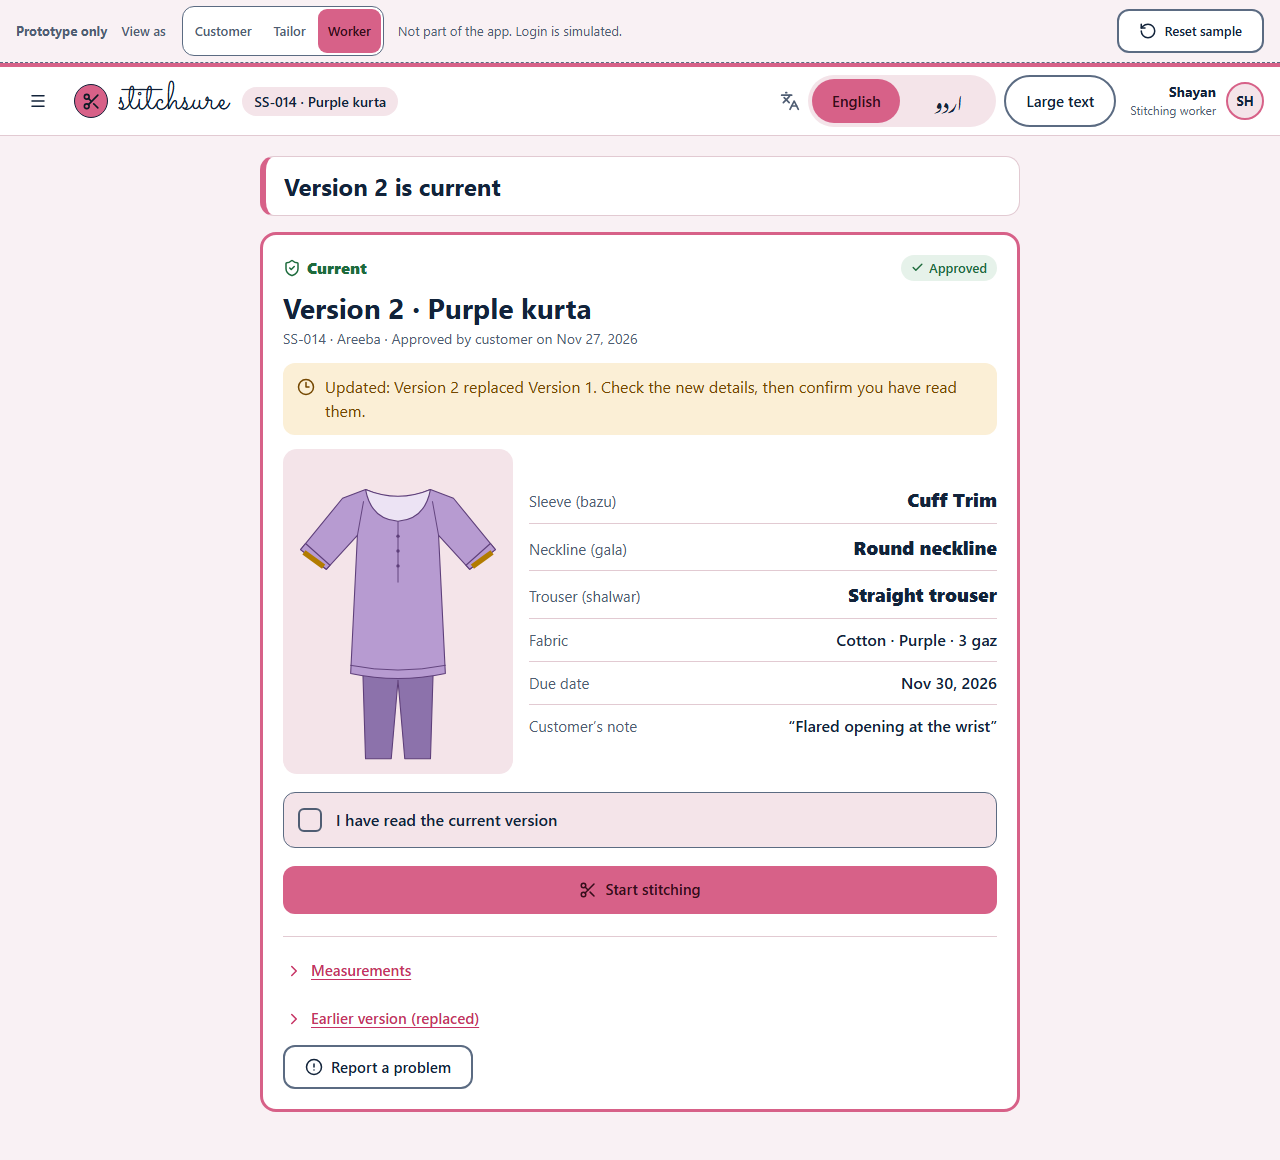 Prototype only View as Customer Tailor Worker Not part of the app. Login is simulated. Reset sample
stitchsure SS-014 · Purple kurta English اردو Large text Shayan
Stitching worker SH
Version 2 is current
Current Approved
Version 2 · Purple kurta
SS-014 · Areeba · Approved by customer on Nov 27, 2026
Updated: Version 2 replaced Version 1. Check the new details, then confirm you have read
them.
Sleeve (bazu) Cuff Trim
Neckline (gala) Round neckline
Trouser (shalwar) Straight trouser
Fabric Cotton · Purple · 3 gaz
Due date Nov 30, 2026
Customer’s note “Flared opening at the wrist”
I have read the current version
Start stitching
Measurements
Earlier version (replaced)
Report a problem